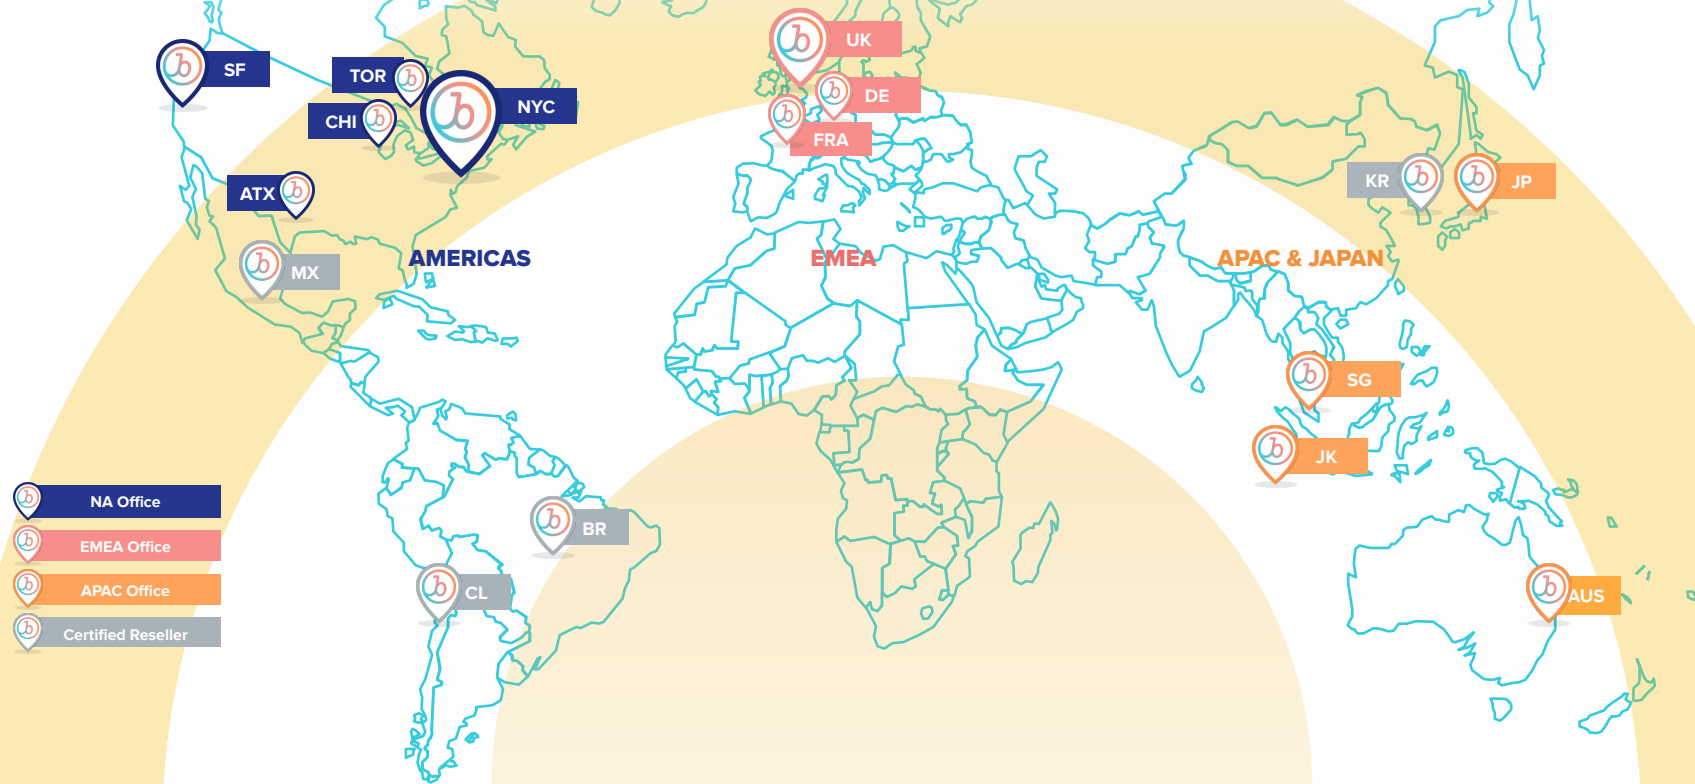 UK
SF
TOR
DE
NYC
CHI
FRA
KR
JP
ATX
AMERICAS
EMEA
APAC & JAPAN
MX
SG
JK
NA Office
BR
EMEA Office
APAC Office
CL
AUS
Certified Reseller